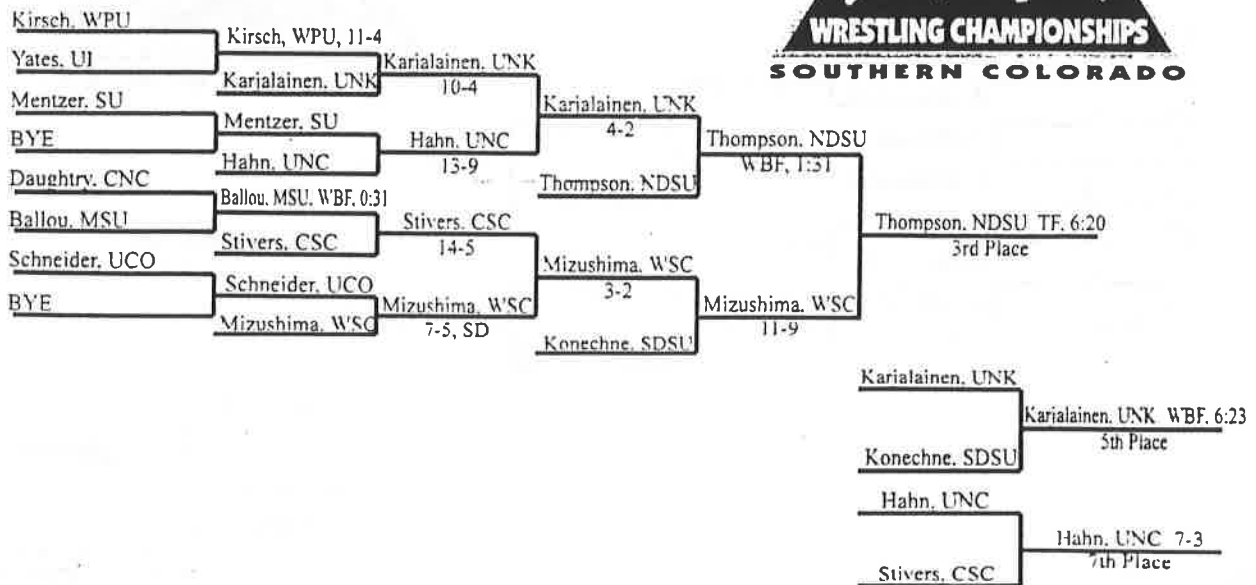 WRESTLING CHAMPIONSHIPS
SOUTHERN COLORADO
Kirsch, WPU
Yates, UI
Mentzer, SU
BYE
Daughtry, CNC
Ballou, MSU
Schneider, UCO
BYE
Kirsch, WPU, 11-4
Karjalainen, UNK
Mentzer, SU
Hahn, UNC
Ballou, MSU, WBF, 0:31
Stivers, CSC
Schneider, UCO
Mizushima, WSC
Karjalainen, UNK
10-4
Hahn, UNC
13-9
Stivers, CSC
14-5
Mizushima, WSC
7-5, SD
Karjalainen, UNK
4-2
Thompson, NDSU
Mizushima, WSC
3-2
Konechne, SDSU
Thompson, NDSU
WBF, 1:31
Mizushima, WSC
11-9
Thompson, NDSU TF, 6:20
3rd Place
Karjalainen, UNK
Konechne, SDSU
Karjalainen, UNK WBF, 6:23
5th Place
Hahn, UNC
Stivers, CSC
Hahn, UNC 7-3
7th Place